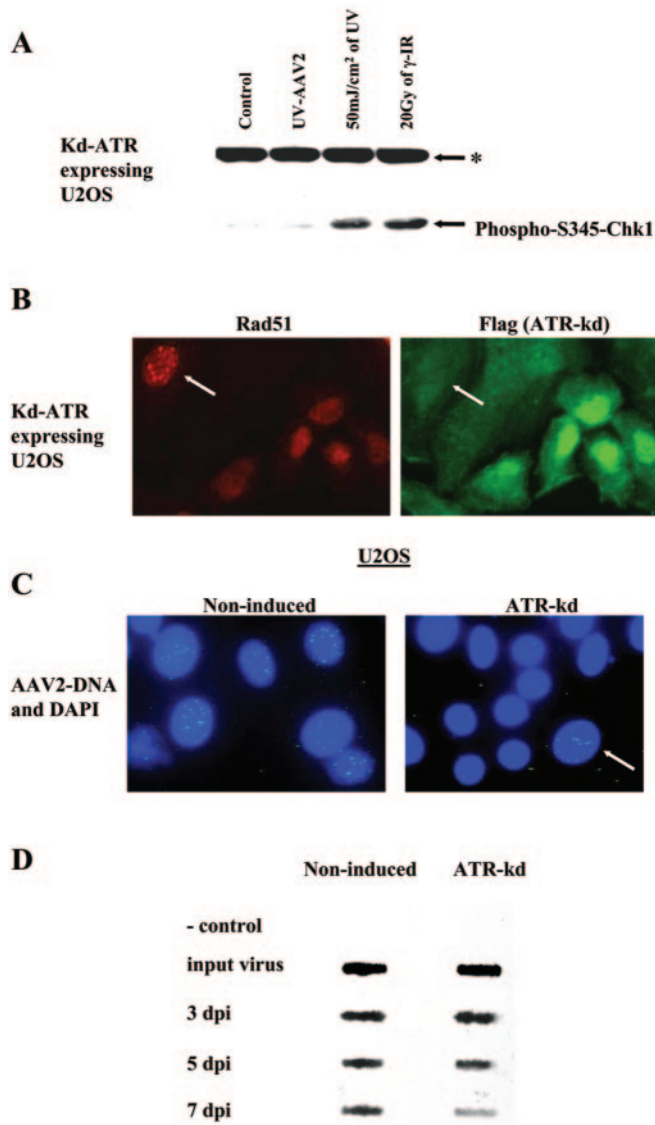 A
Control
UV-AAV2
50mJ/cm² of UV
20Gy of γ-IR
Kd-ATR
expressing
U2OS
*
Phospho-S345-Chk1
B
Rad51
Flag (ATR-kd)
Kd-ATR
expressing
U2OS
U2OS
C
Non-induced
ATR-kd
AAV2-DNA
and DAPI
D
Non-induced
ATR-kd
- control
input virus
3 dpi
5 dpi
7 dpi